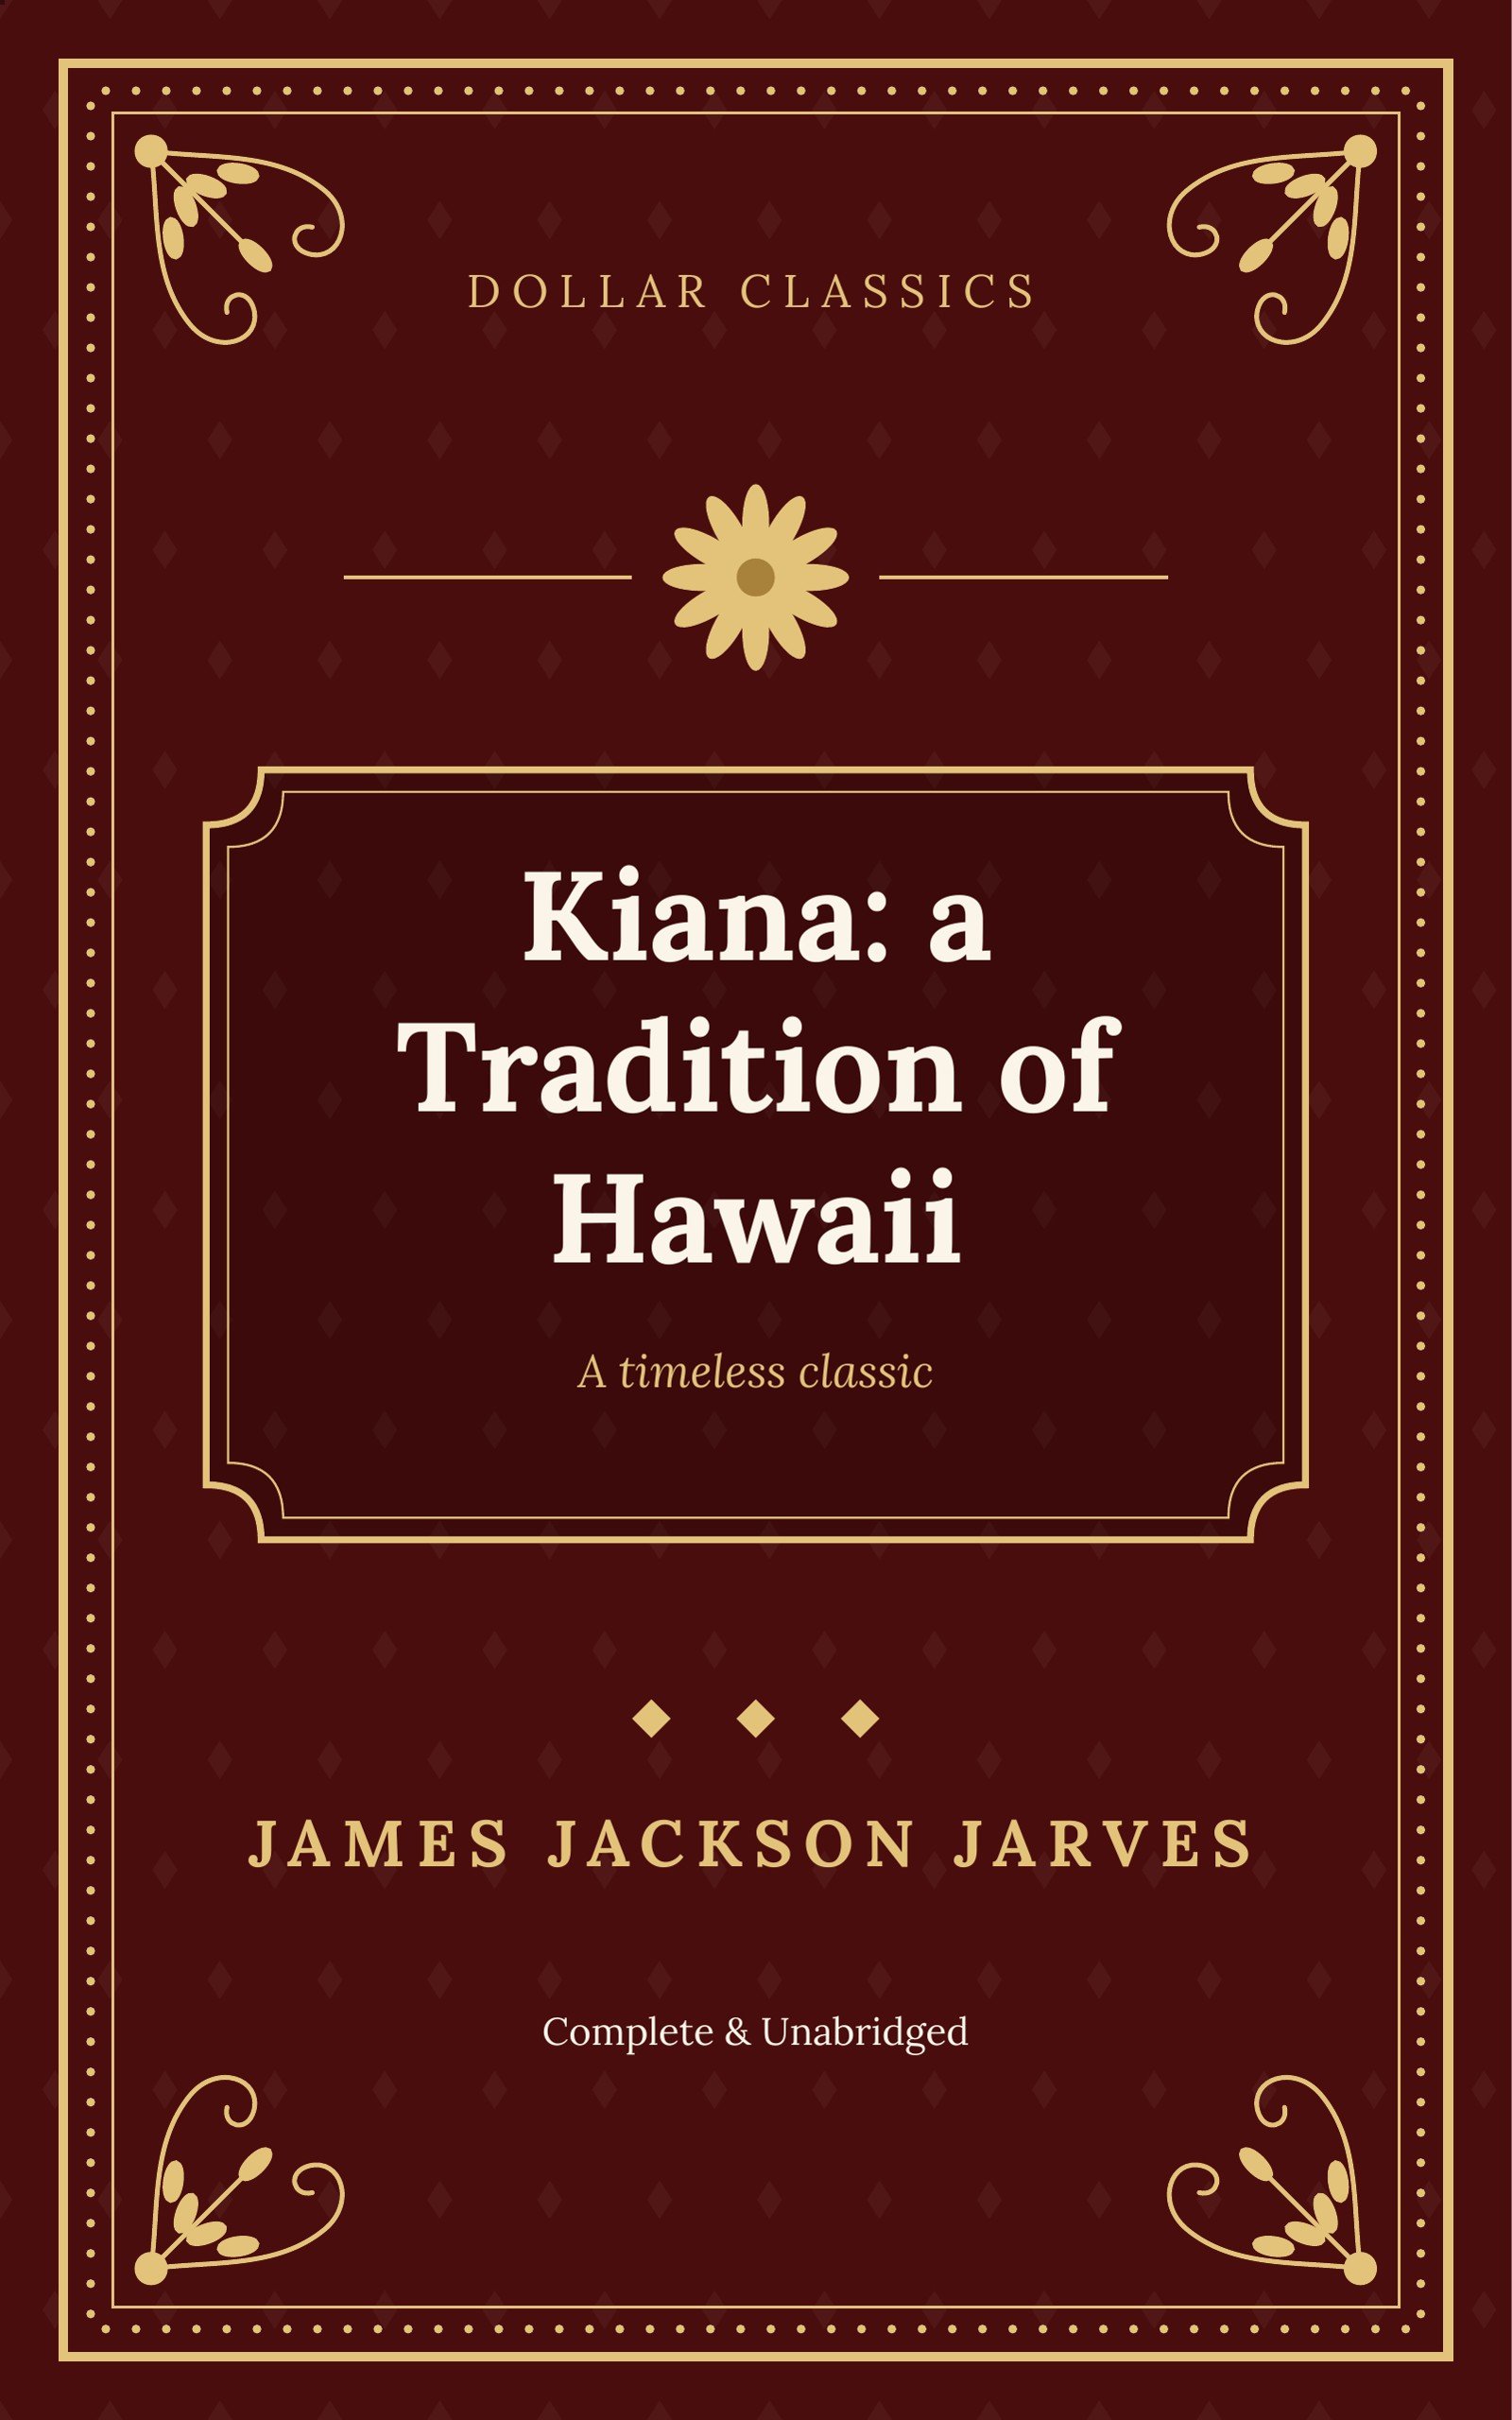 DOLLAR CLASSICS
Kiana: a
Tradition of
Hawaii
A timeless classic
JAMES JACKSON JARVES
Complete & Unabridged